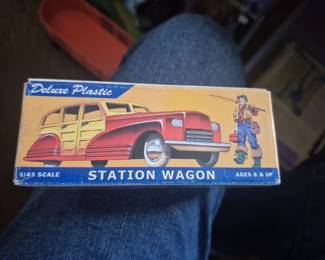 Deluxe Plastic
1:43 SCALE STATION WAGON AGES 8 & UP